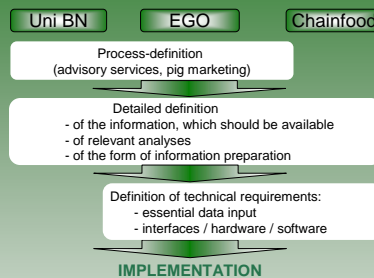 Uni BN EGO Chainfood
Process-definition
(advisory services, pig marketing)
Detailed definition
- of the information, which should be available
- of relevant analyses
- of the form of information preparation
Definition of technical requirements:
- essential data input
- interfaces / hardware / software
IMPLEMENTATION